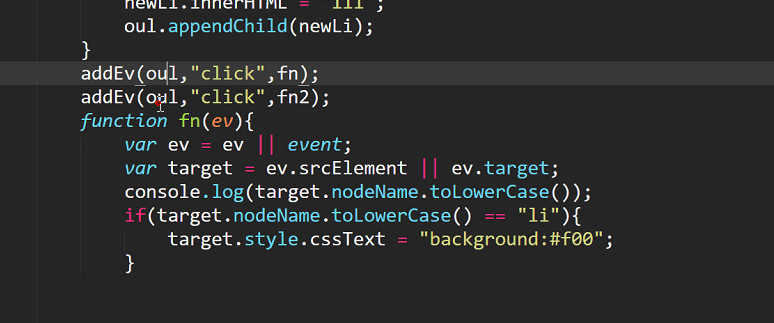 newLi.innerHTML = "lll";
oul.appendChild(newLi);
}
addEv(oul,"click",fn);
addEv(oul,"click",fn2);
function fn(ev){
var ev = ev || event;
var target = ev.srcElement || ev.target;
console.log(target.nodeName.toLowerCase());
if(target.nodeName.toLowerCase() == "li"){
target.style.cssText = "background:#f00";
}